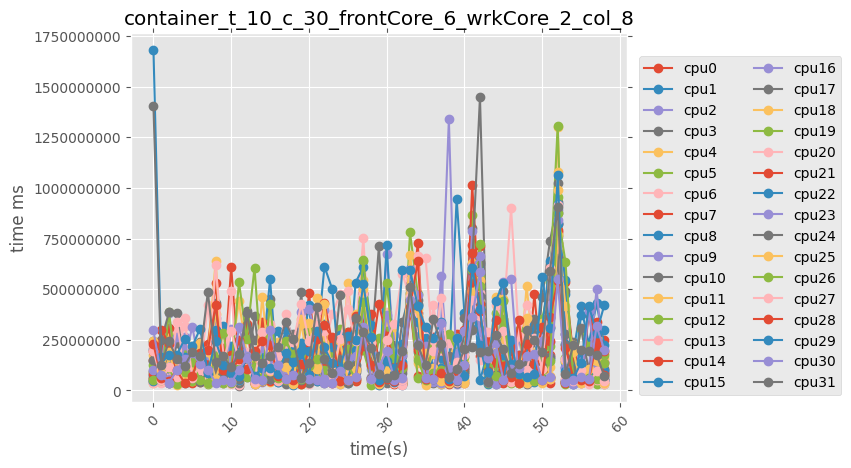 container_t_10_c_30_frontCore_6_wrkCore_2_col_8
time ms
1750000000
1500000000
1250000000
1000000000
750000000
500000000
250000000
0
0
10
20
30
40
50
60
time(s)
cpu0
cpu1
cpu2
cpu3
cpu4
cpu5
cpu6
cpu7
cpu8
cpu9
cpu10
cpu11
cpu12
cpu13
cpu14
cpu15
cpu16
cpu17
cpu18
cpu19
cpu20
cpu21
cpu22
cpu23
cpu24
cpu25
cpu26
cpu27
cpu28
cpu29
cpu30
cpu31